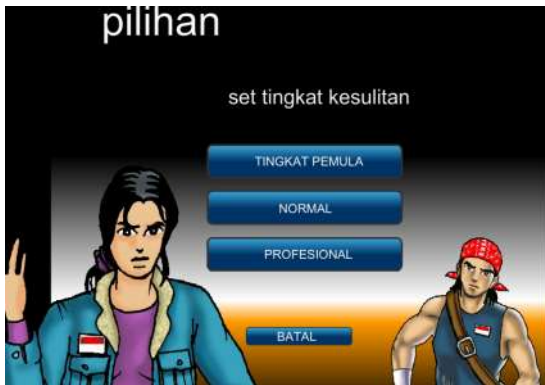 pilihan
set tingkat kesulitan
TINGKAT PEMULA
NORMAL
PROFESIONAL
BATAL